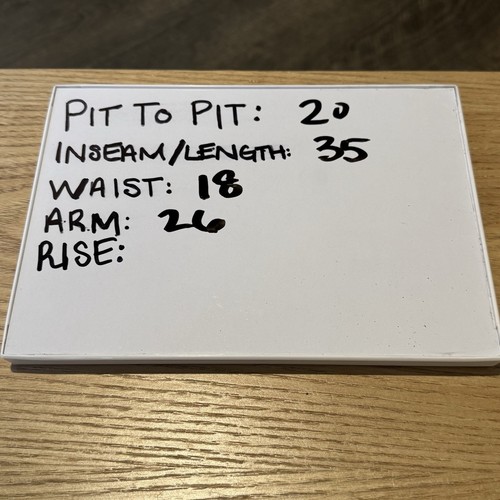 PIT TO PIT: 20
INSEAM/LENGTH: 35
WAIST: 18
ARM: 26
RISE: